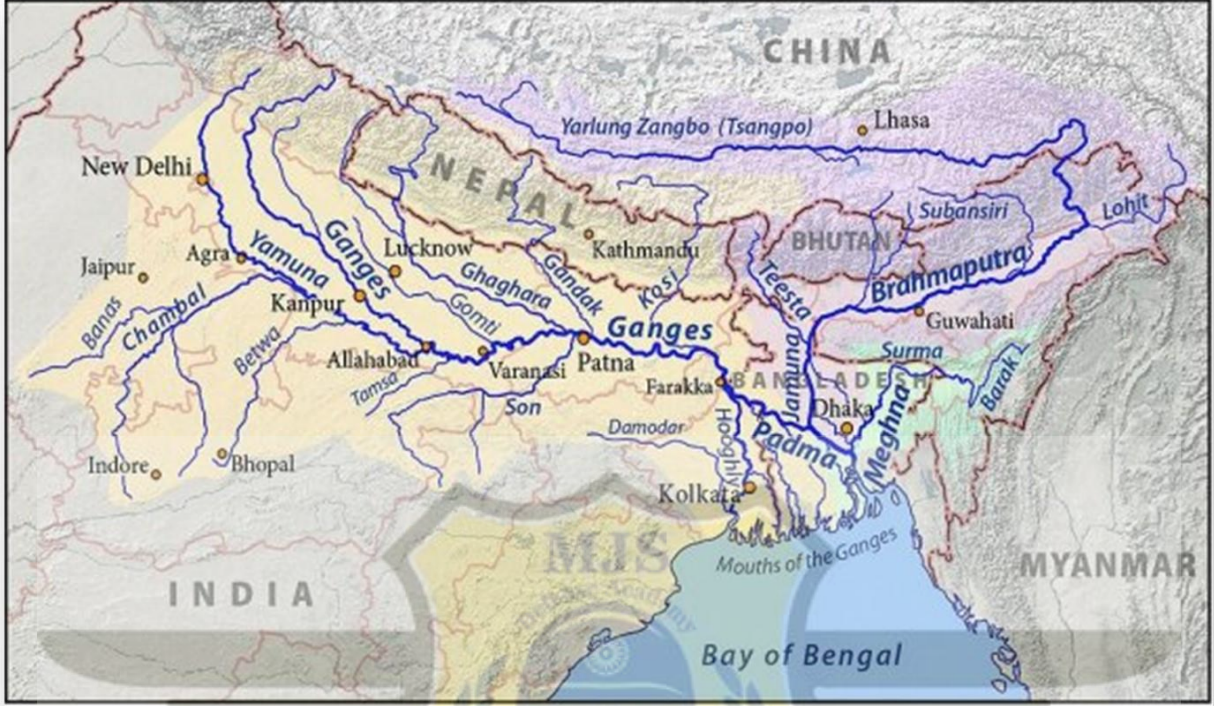 CHINA
Yarlung Zangbo (Tsangpo)
Lhasa
New Delhi
NEPAL
Subansiri
Lohit
Ganges
Lucknow
Kathmandu
BHUTAN
Agra
Yamuna
Jaipur
Ghaghara
Gandak
Kosi
Teesta
Brahmaputra
Kanpur
Gomti
Banas
Chambal
Betwa
Ganges
Guwahati
Allahabad
Varanasi
Patna
Surma
Jamuna
Farakka
BANGLADESH
Barak
Tamsa
Son
Dhaka
Damodar
Hooghly
Padma
Meghna
Indore
Bhopal
Kolkata
MJS
Defence Academy
Mouths of the Ganges
MYANMAR
INDIA
Bay of Bengal